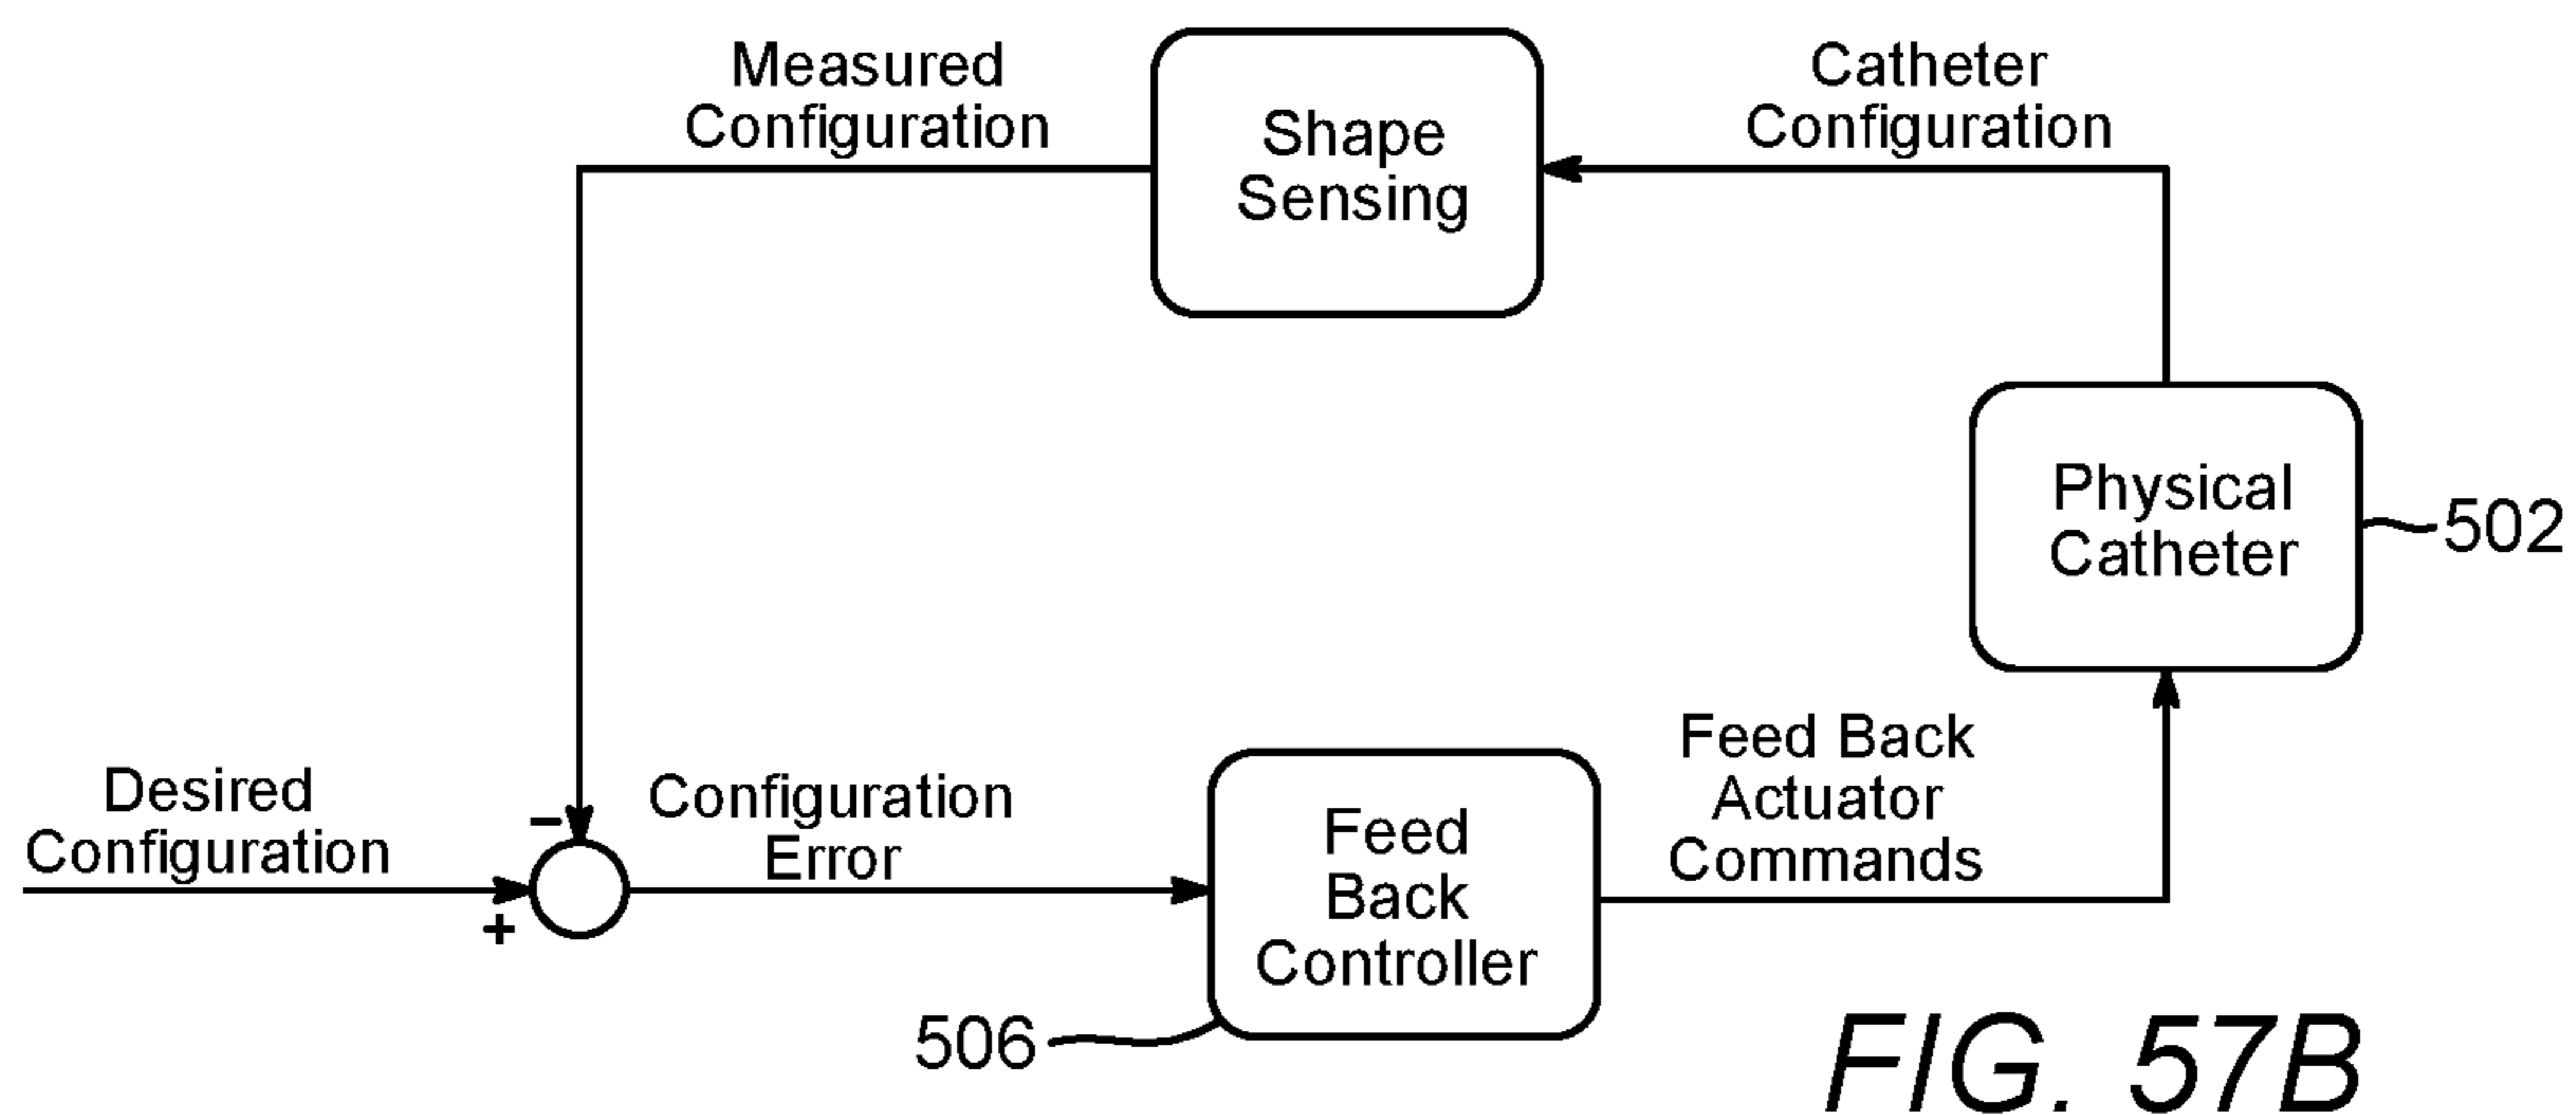 Measured
Configuration
Shape
Sensing
Catheter
Configuration
Physical
Catheter
502
Desired
Configuration
−
+
Configuration
Error
Feed
Back
Controller
506
Feed Back
Actuator
Commands
FIG. 57B